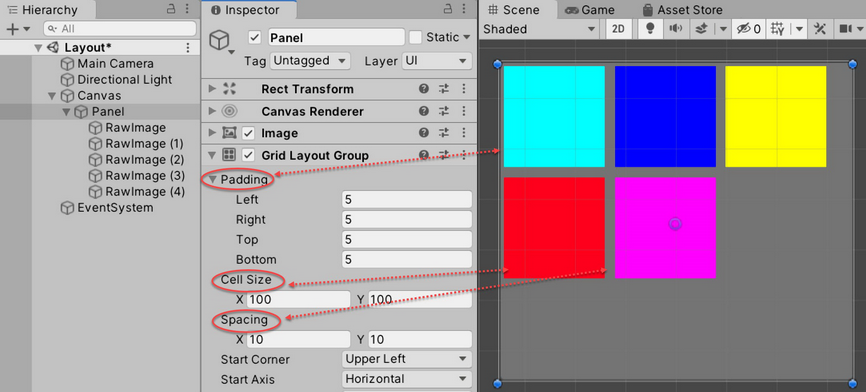 Hierarchy
All
Layout*
Main Camera
Directional Light
Canvas
Panel
RawImage
RawImage (1)
RawImage (2)
RawImage (3)
RawImage (4)
EventSystem
Inspector
Panel
Static
Tag Untagged Layer UI
Rect Transform
Canvas Renderer
Image
Grid Layout Group
Padding
Left 5
Right 5
Top 5
Bottom 5
Cell Size
X 100 Y 100
Spacing
X 10 Y 10
Start Corner Upper Left
Start Axis Horizontal
Scene Game Asset Store
Shaded 2D 0